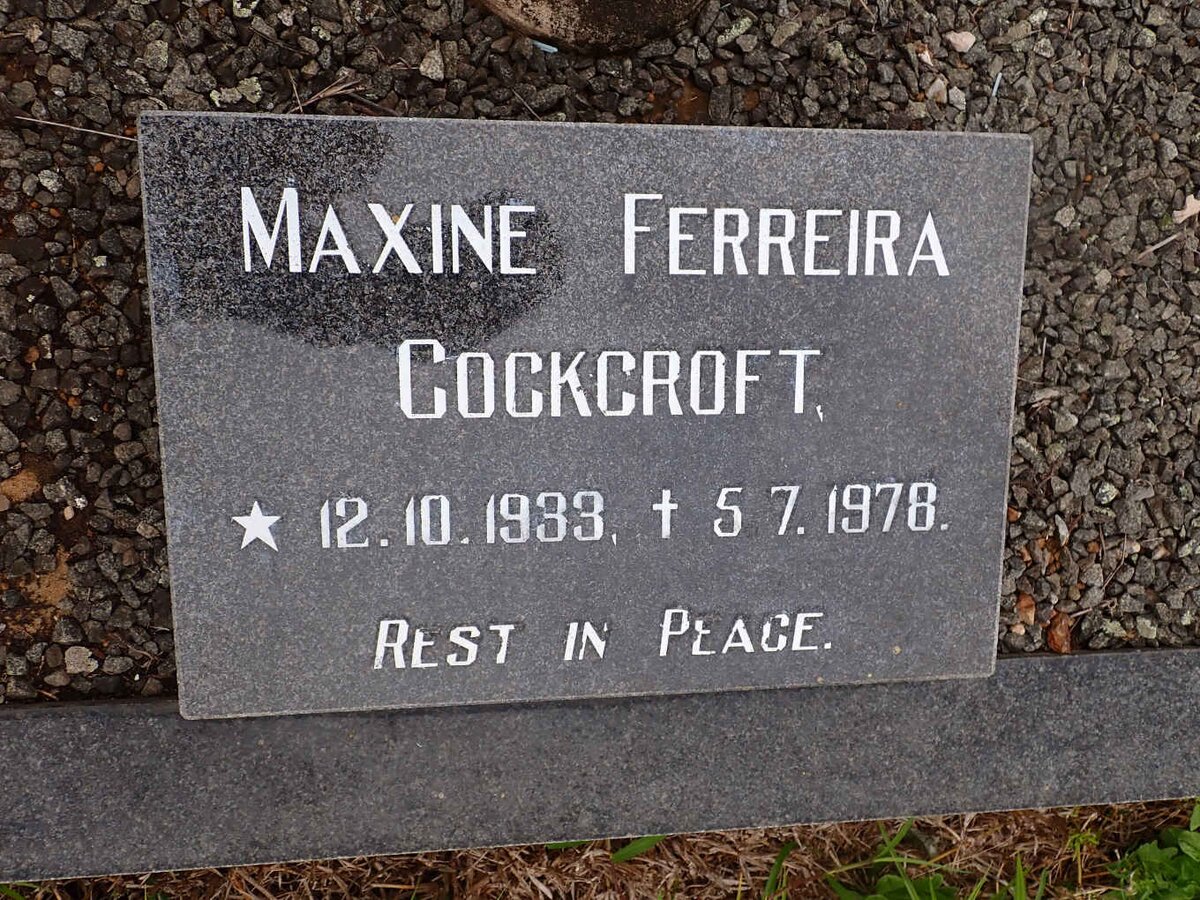 MAXINE FERREIRA
COCKCROFT,
★ 12.10.1933, † 5 7.1978.
REST IN PEACE.